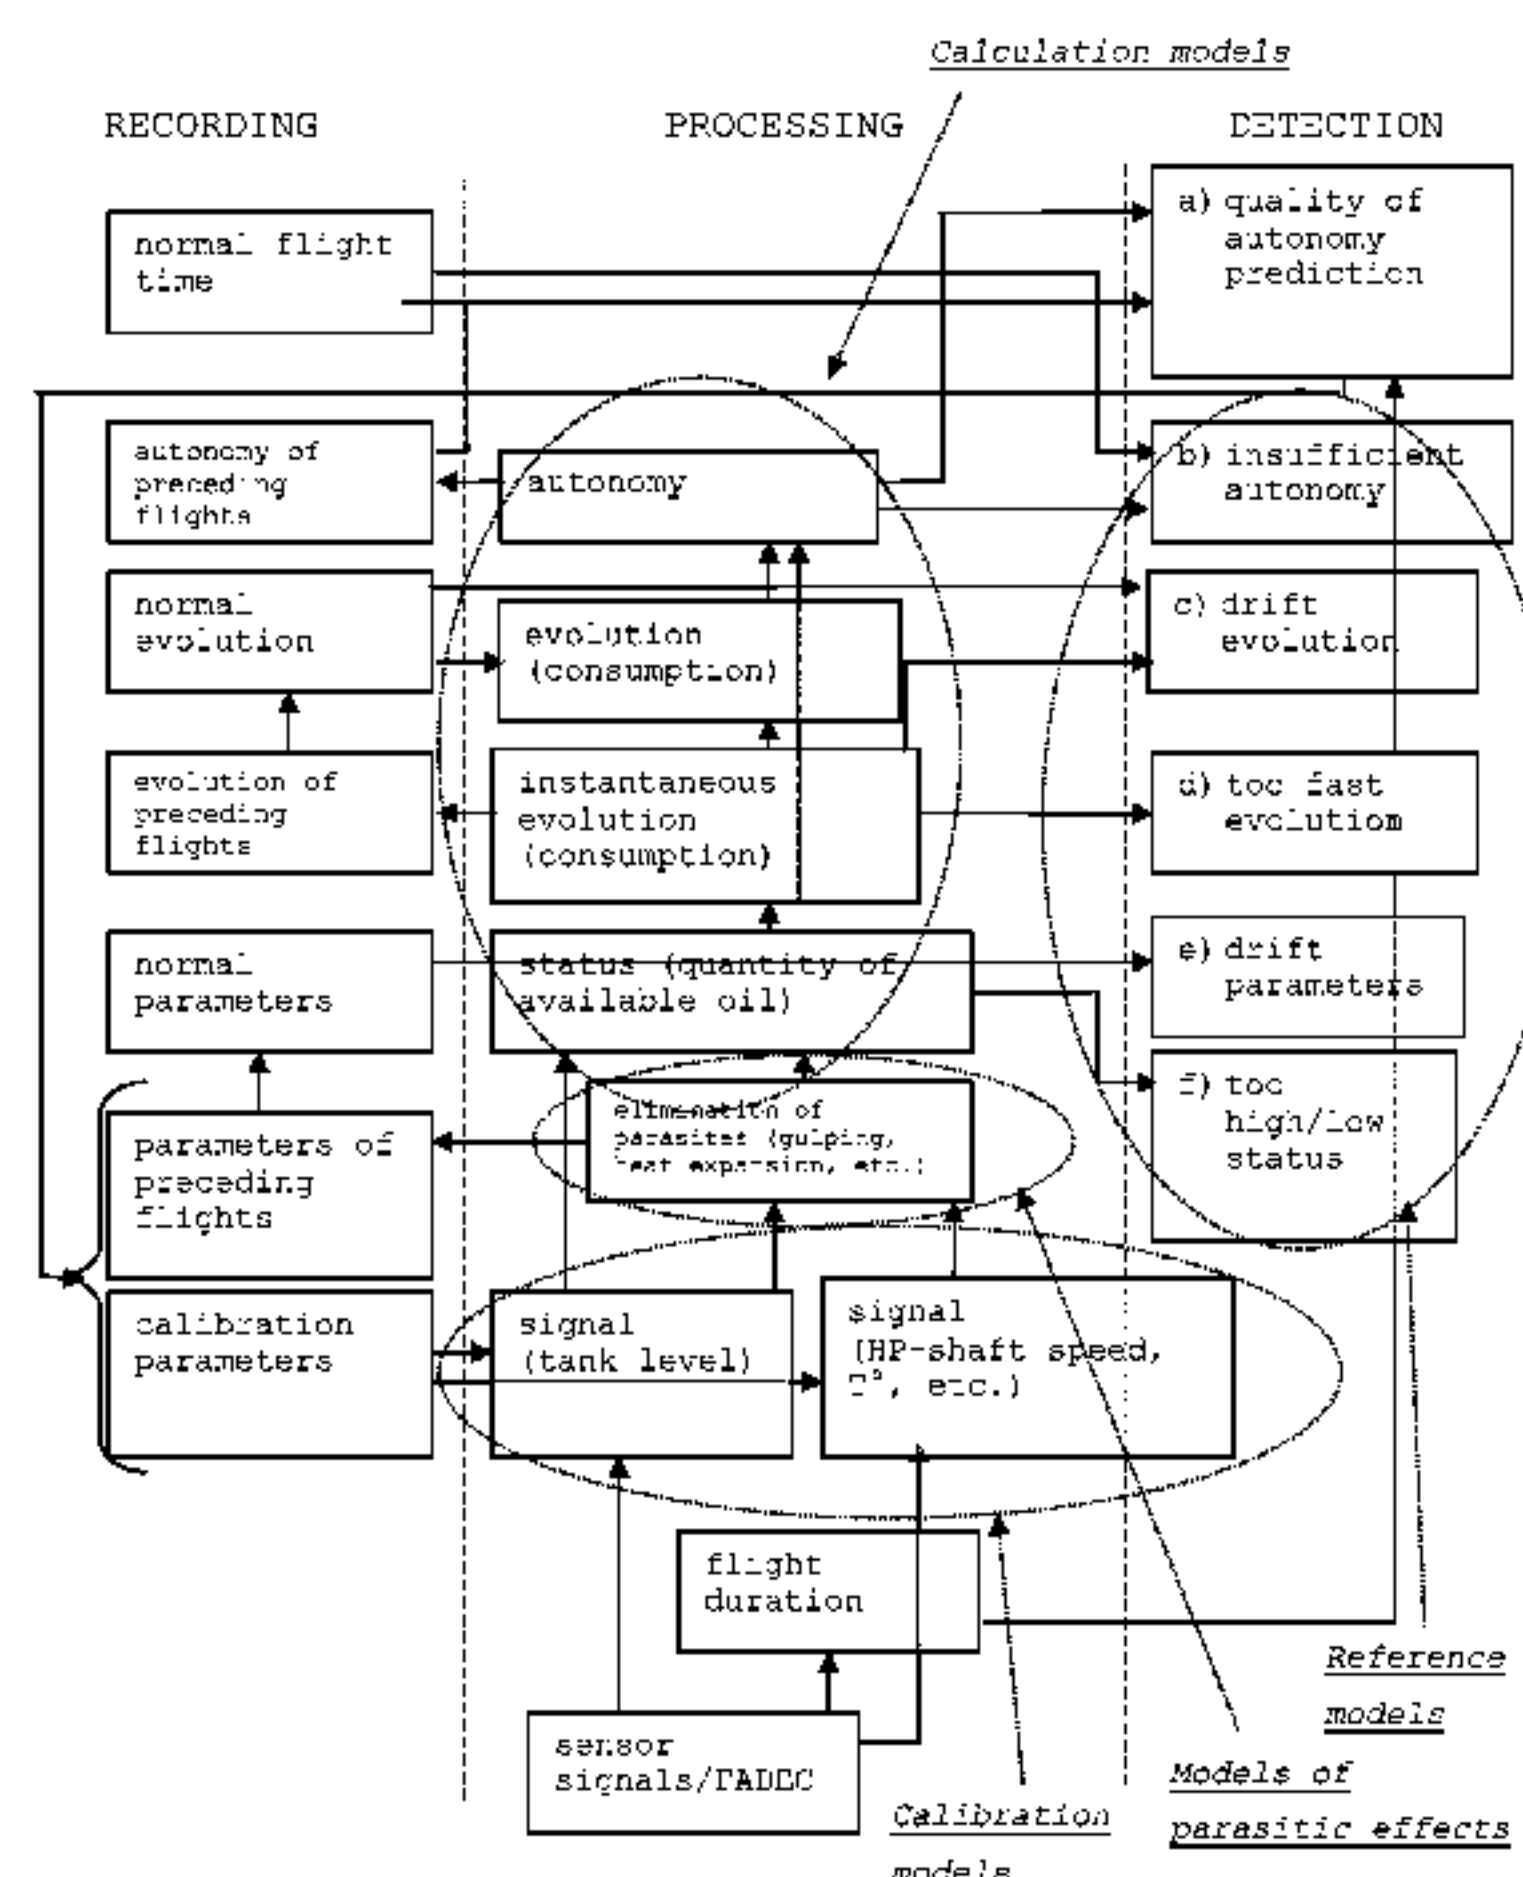 Calculation models
RECORDING
PROCESSING
DETECTION
normal flight
time
a) quality of
autonomy
prediction
autonomy of
preceding
flights
autonomy
b) insufficient
autonomy
normal
evolution
evolution
(consumption)
c) drift
evolution
evolution of
preceding
flights
instantaneous
evolution
(consumption)
d) too fast
evolution
normal
parameters
status (quantity of
available oil)
e) drift
parameters
parameters of
preceding
flights
elimination of
parasites (gulping,
heat expansion, etc.)
f) too
high/low
status
calibration
parameters
signal
(tank level)
signal
(HP-shaft speed,
T°, etc.)
flight
duration
sensor
signals/FADEC
Reference
models
Models of
parasitic effects
Calibration
models